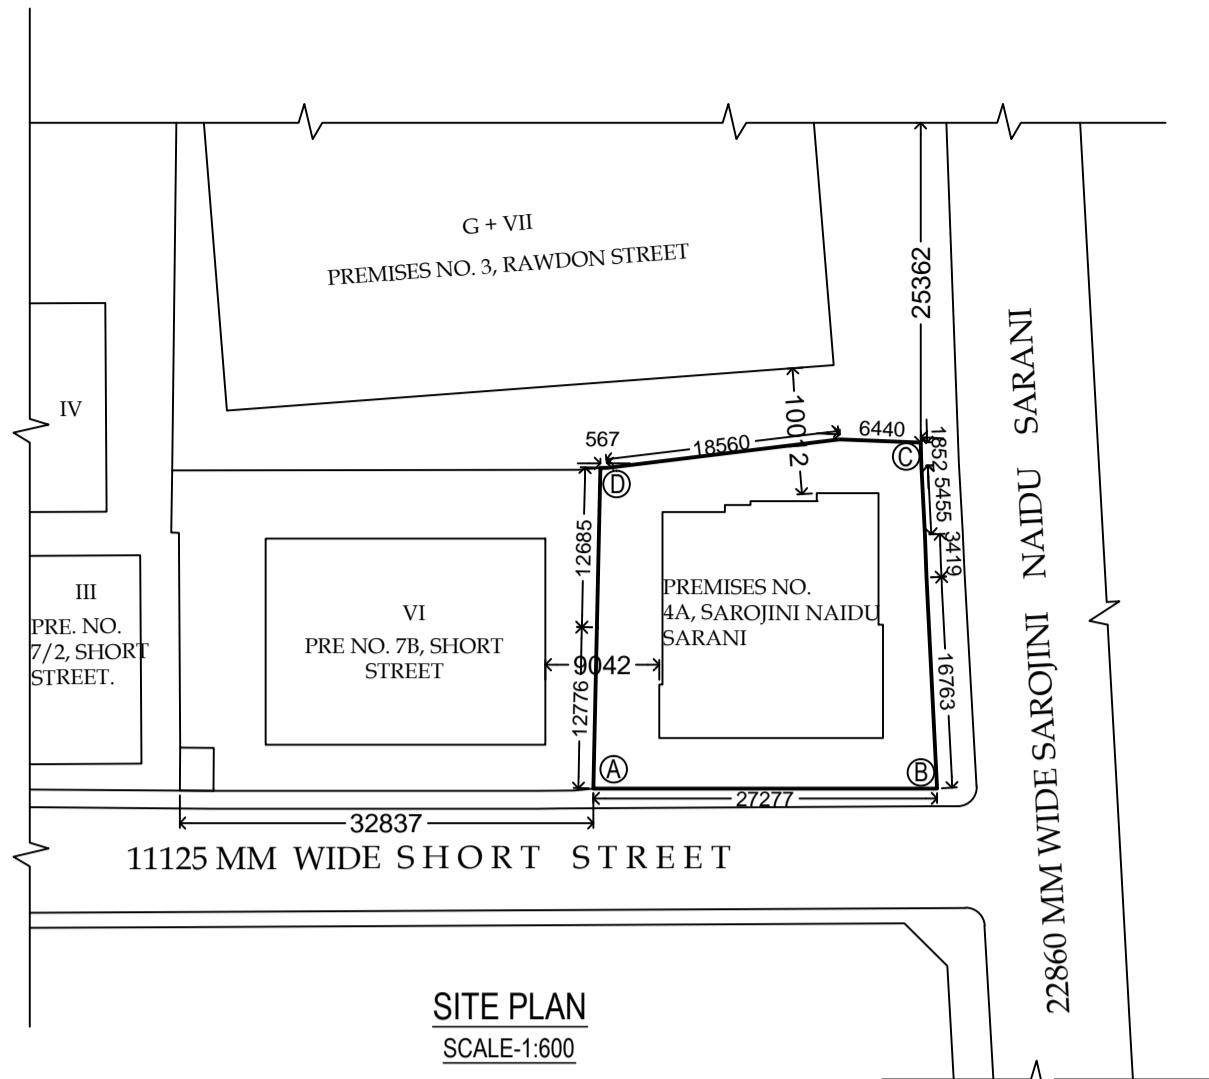 G + VII
PREMISES NO. 3, RAWDON STREET
25362
IV
10012
567
18560
6440
C
1852
5455
3419
D
12685
III
PRE. NO.
7/2, SHORT
STREET.
VI
PRE NO. 7B, SHORT
STREET
9042
PREMISES NO.
4A, SAROJINI NAIDU
SARANI
12776
16763
A
B
27277
32837
11125 MM WIDE SHORT STREET
22860 MM WIDE SAROJINI NAIDU SARANI
SITE PLAN
SCALE-1:600